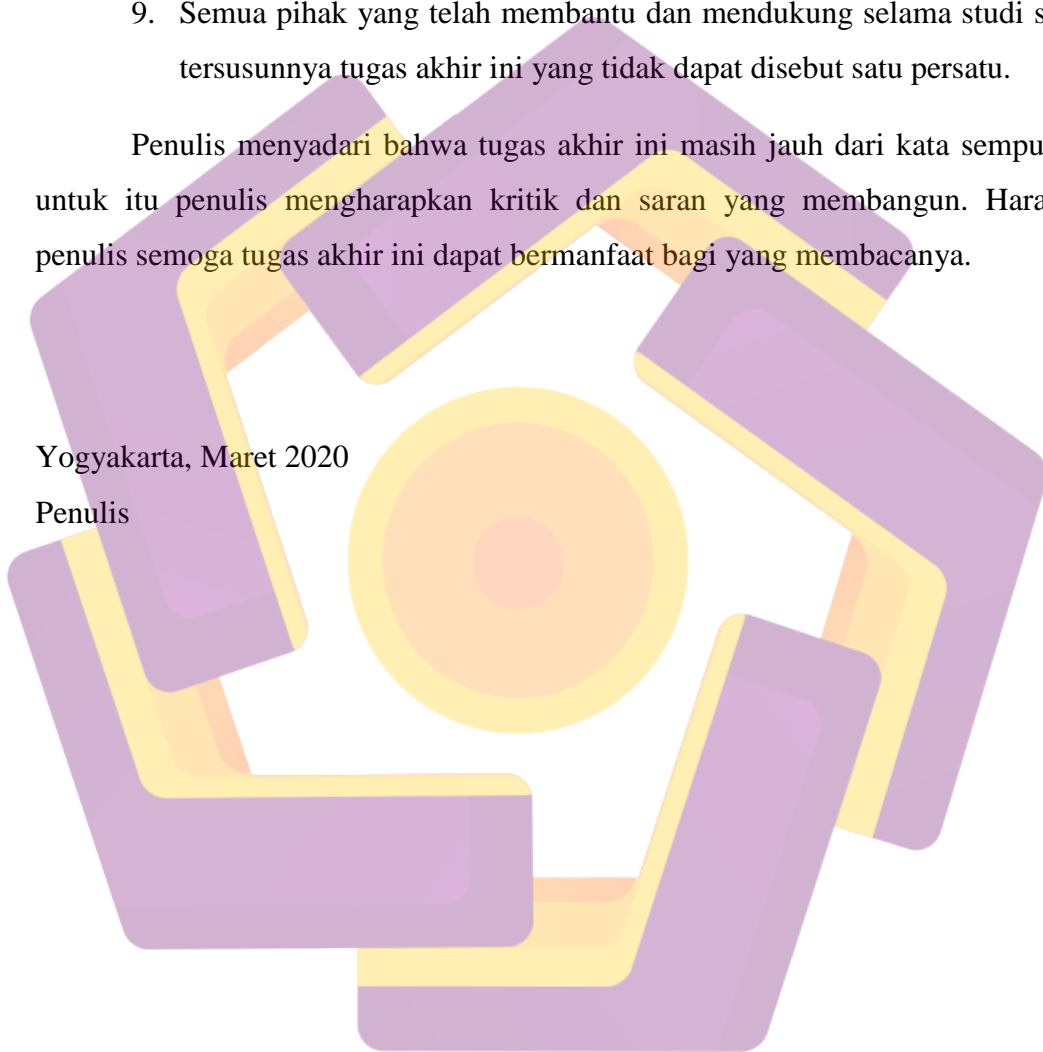 9. Semua pihak yang telah membantu dan mendukung selama studi s
tersusunnya tugas akhir ini yang tidak dapat disebut satu persatu.
Penulis menyadari bahwa tugas akhir ini masih jauh dari kata sempu
untuk itu penulis mengharapkan kritik dan saran yang membangun. Hara
penulis semoga tugas akhir ini dapat bermanfaat bagi yang membacanya.
Yogyakarta, Maret 2020
Penulis